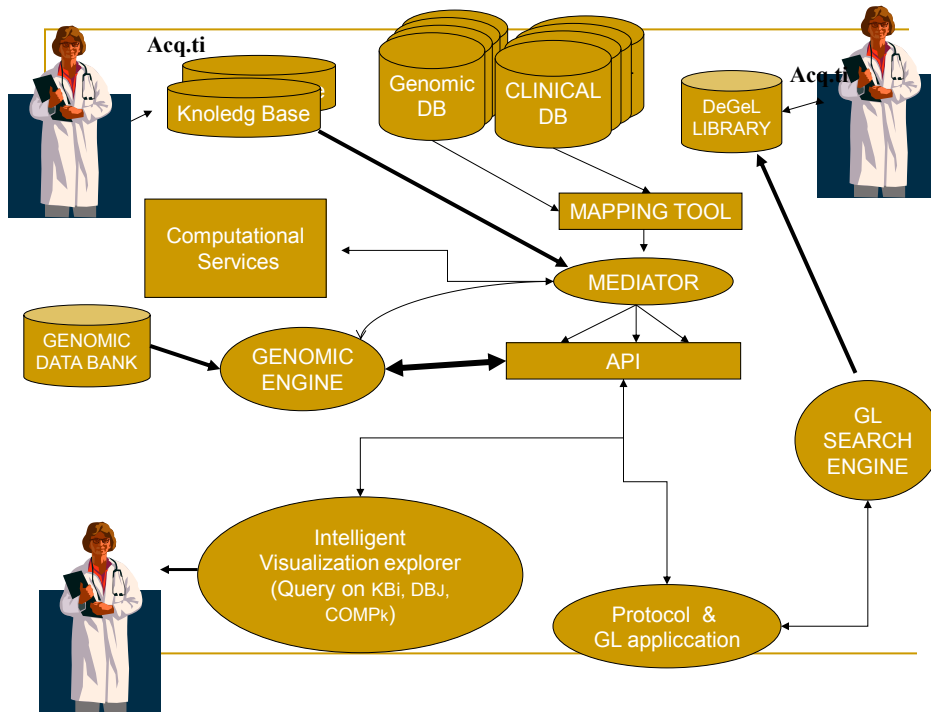 Acq.ti
Knoledg Base
e
Genomic
DB
CLINICAL
DB
Acq.ti
DeGeL
LIBRARY
MAPPING TOOL
Computational
Services
MEDIATOR
GENOMIC
DATA BANK
GENOMIC
ENGINE
API
GL
SEARCH
ENGINE
Intelligent
Visualization explorer
(Query on KBi, DBJ,
COMPk)
Protocol &
GL appliccation